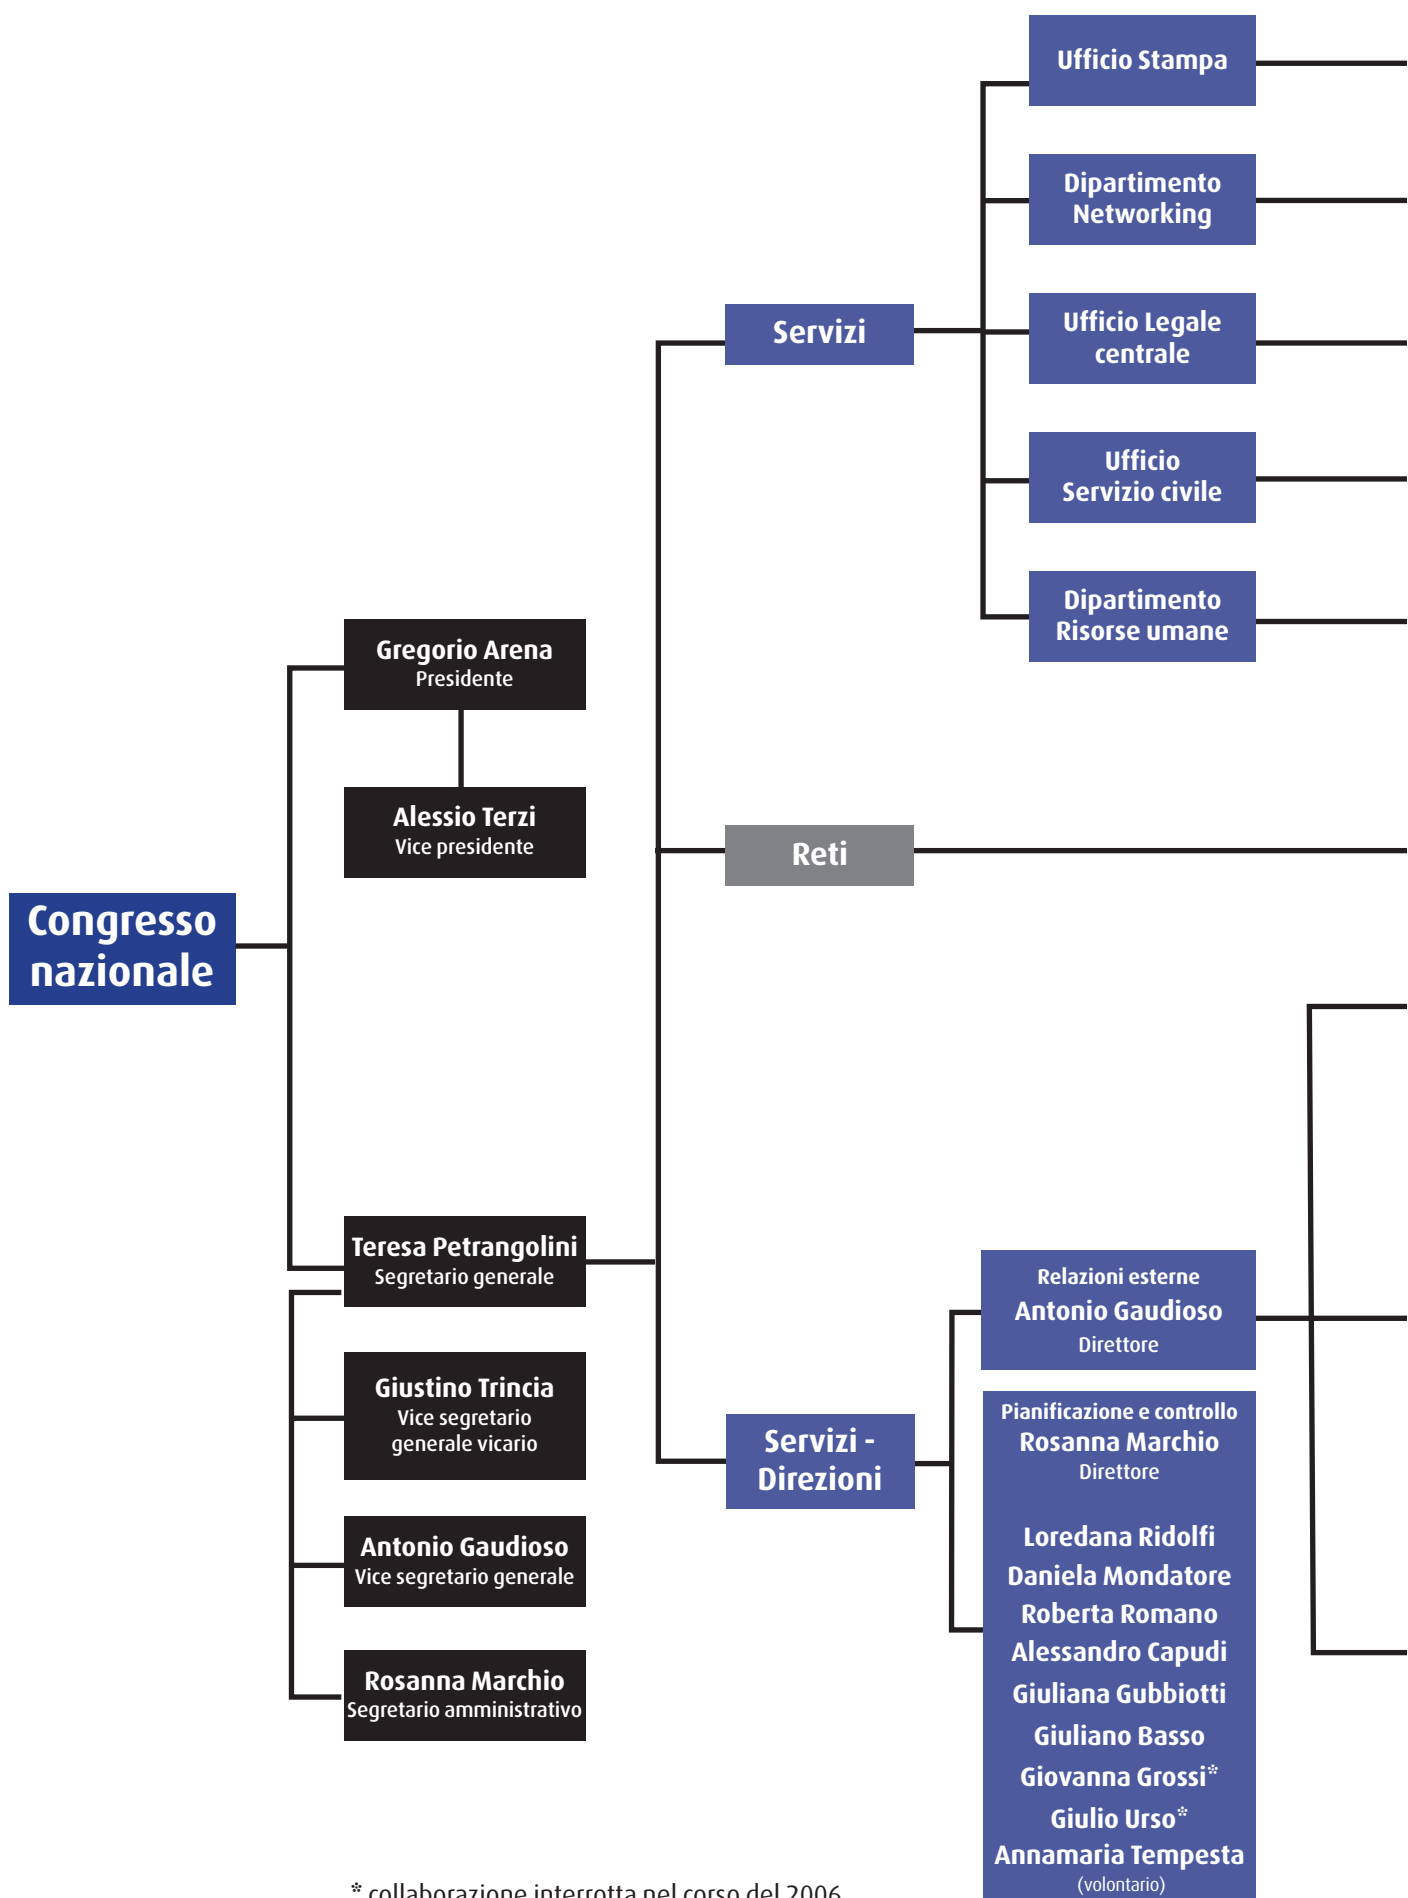 Congresso
nazionale
Gregorio Arena
Presidente
Alessio Terzi
Vice presidente
Teresa Petrangolini
Segretario generale
Giustino Trincia
Vice segretario
generale vicario
Antonio Gaudioso
Vice segretario generale
Rosanna Marchio
Segretario amministrativo
Servizi
Ufficio Stampa
Dipartimento
Networking
Ufficio Legale
centrale
Ufficio
Servizio civile
Dipartimento
Risorse umane
Reti
Servizi -
Direzioni
Relazioni esterne
Antonio Gaudioso
Direttore
Pianificazione e controllo
Rosanna Marchio
Direttore
Loredana Ridolfi
Daniela Mondatore
Roberta Romano
Alessandro Capudi
Giuliana Gubbiotti
Giuliano Basso
Giovanna Grossi*
Giulio Urso*
Annamaria Tempesta
(volontario)
* collaborazione interrotta nel corso del 2006